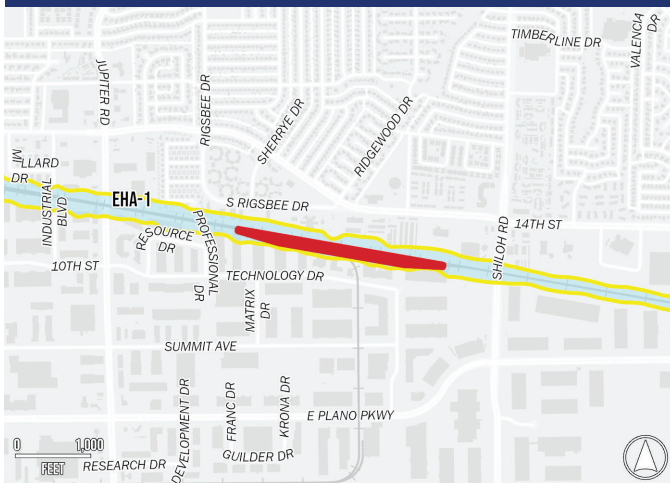 TIMBERLINE DR
VALENCIA
DR
JUPITER RD
RIGSBEE DR
SHERRYE DR
RIDGEWOOD DR
MILLARD
DR
INDUSTRIAL
BLVD
EHA-1
S RIGSBEE DR
14TH ST
SHILOH RD
RESOURCE
DR
PROFESSIONAL
DR
10TH ST
TECHNOLOGY DR
MATRIX
DR
SUMMIT AVE
DEVELOPMENT DR
FRANC DR
KRONA DR
E PLANO PKWY
GUILDER DR
RESEARCH DR
0 1,000
FEET